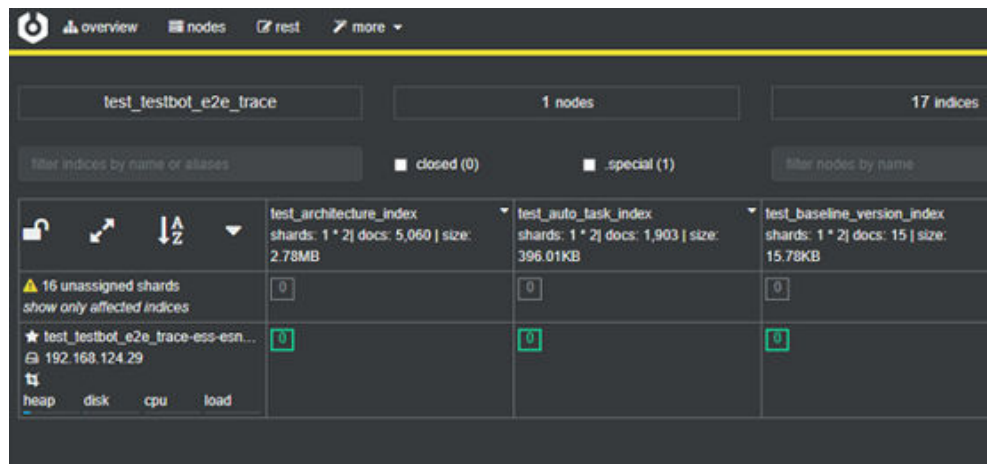 overview nodes rest more
test_testbot_e2e_trace 1 nodes 17 indices
filter indices by name or aliases closed (0) .special (1) filter nodes by name
test_architecture_index test_auto_task_index test_baseline_version_index
shards: 1 * 2| docs: 5,060 | size: shards: 1 * 2| docs: 1,903 | size: shards: 1 * 2| docs: 15 | size:
2.78MB 396.01KB 15.78KB
A
Z
16 unassigned shards 0 0 0
show only affected indices
test_testbot_e2e_trace-ess-esn... 0 0 0
192.168.124.29
heap disk cpu load